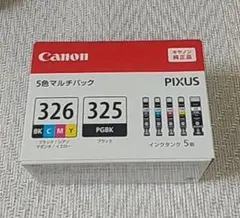 Canon
キヤノン
純正品
5色マルチパック
PIXUS
326
325
BK C M Y
PGBK
ブラック/シアン
マゼンタ/イエロー
ブラック
インクタンク 5個